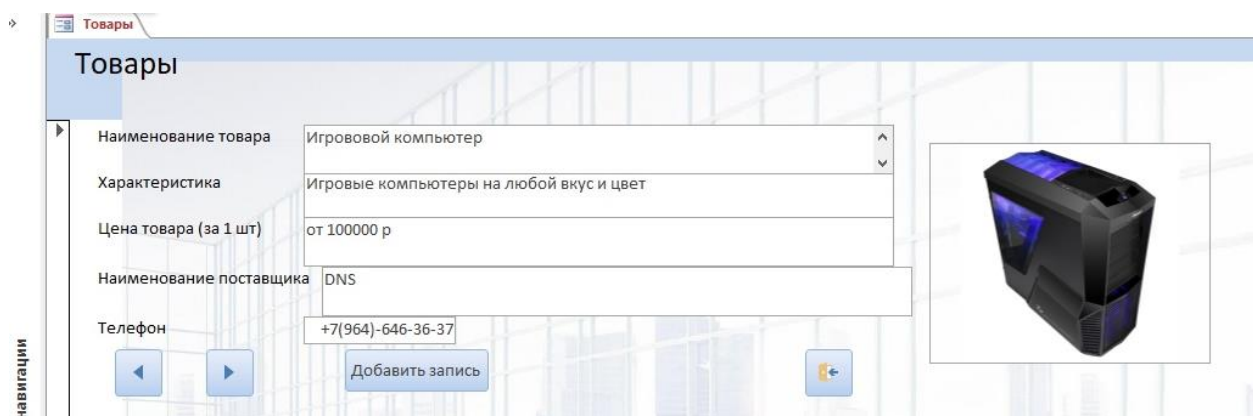 Товары
Товары
Наименование товара Игрововой компьютер
Характеристика Игровые компьютеры на любой вкус и цвет
Цена товара (за 1 шт) от 100000 р
Наименование поставщика DNS
Телефон +7(964)-646-36-37
Добавить запись
навигации